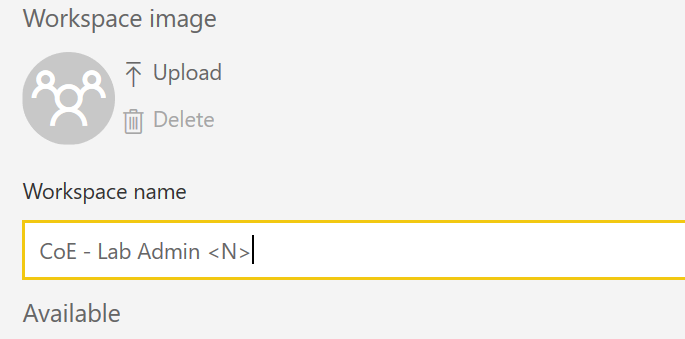 Workspace image
Upload
Delete
Workspace name
CoE - Lab Admin <N>
Available